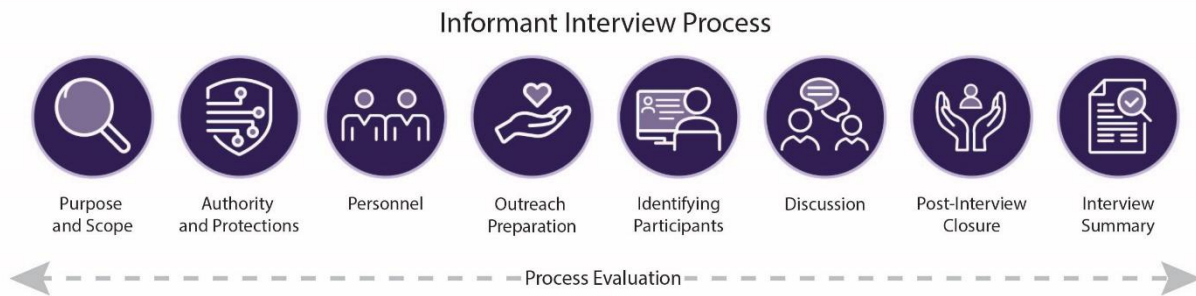 Informant Interview Process
Purpose
and Scope
Authority
and Protections
Personnel
Outreach
Preparation
Identifying
Participants
Discussion
Post-Interview
Closure
Interview
Summary
Process Evaluation